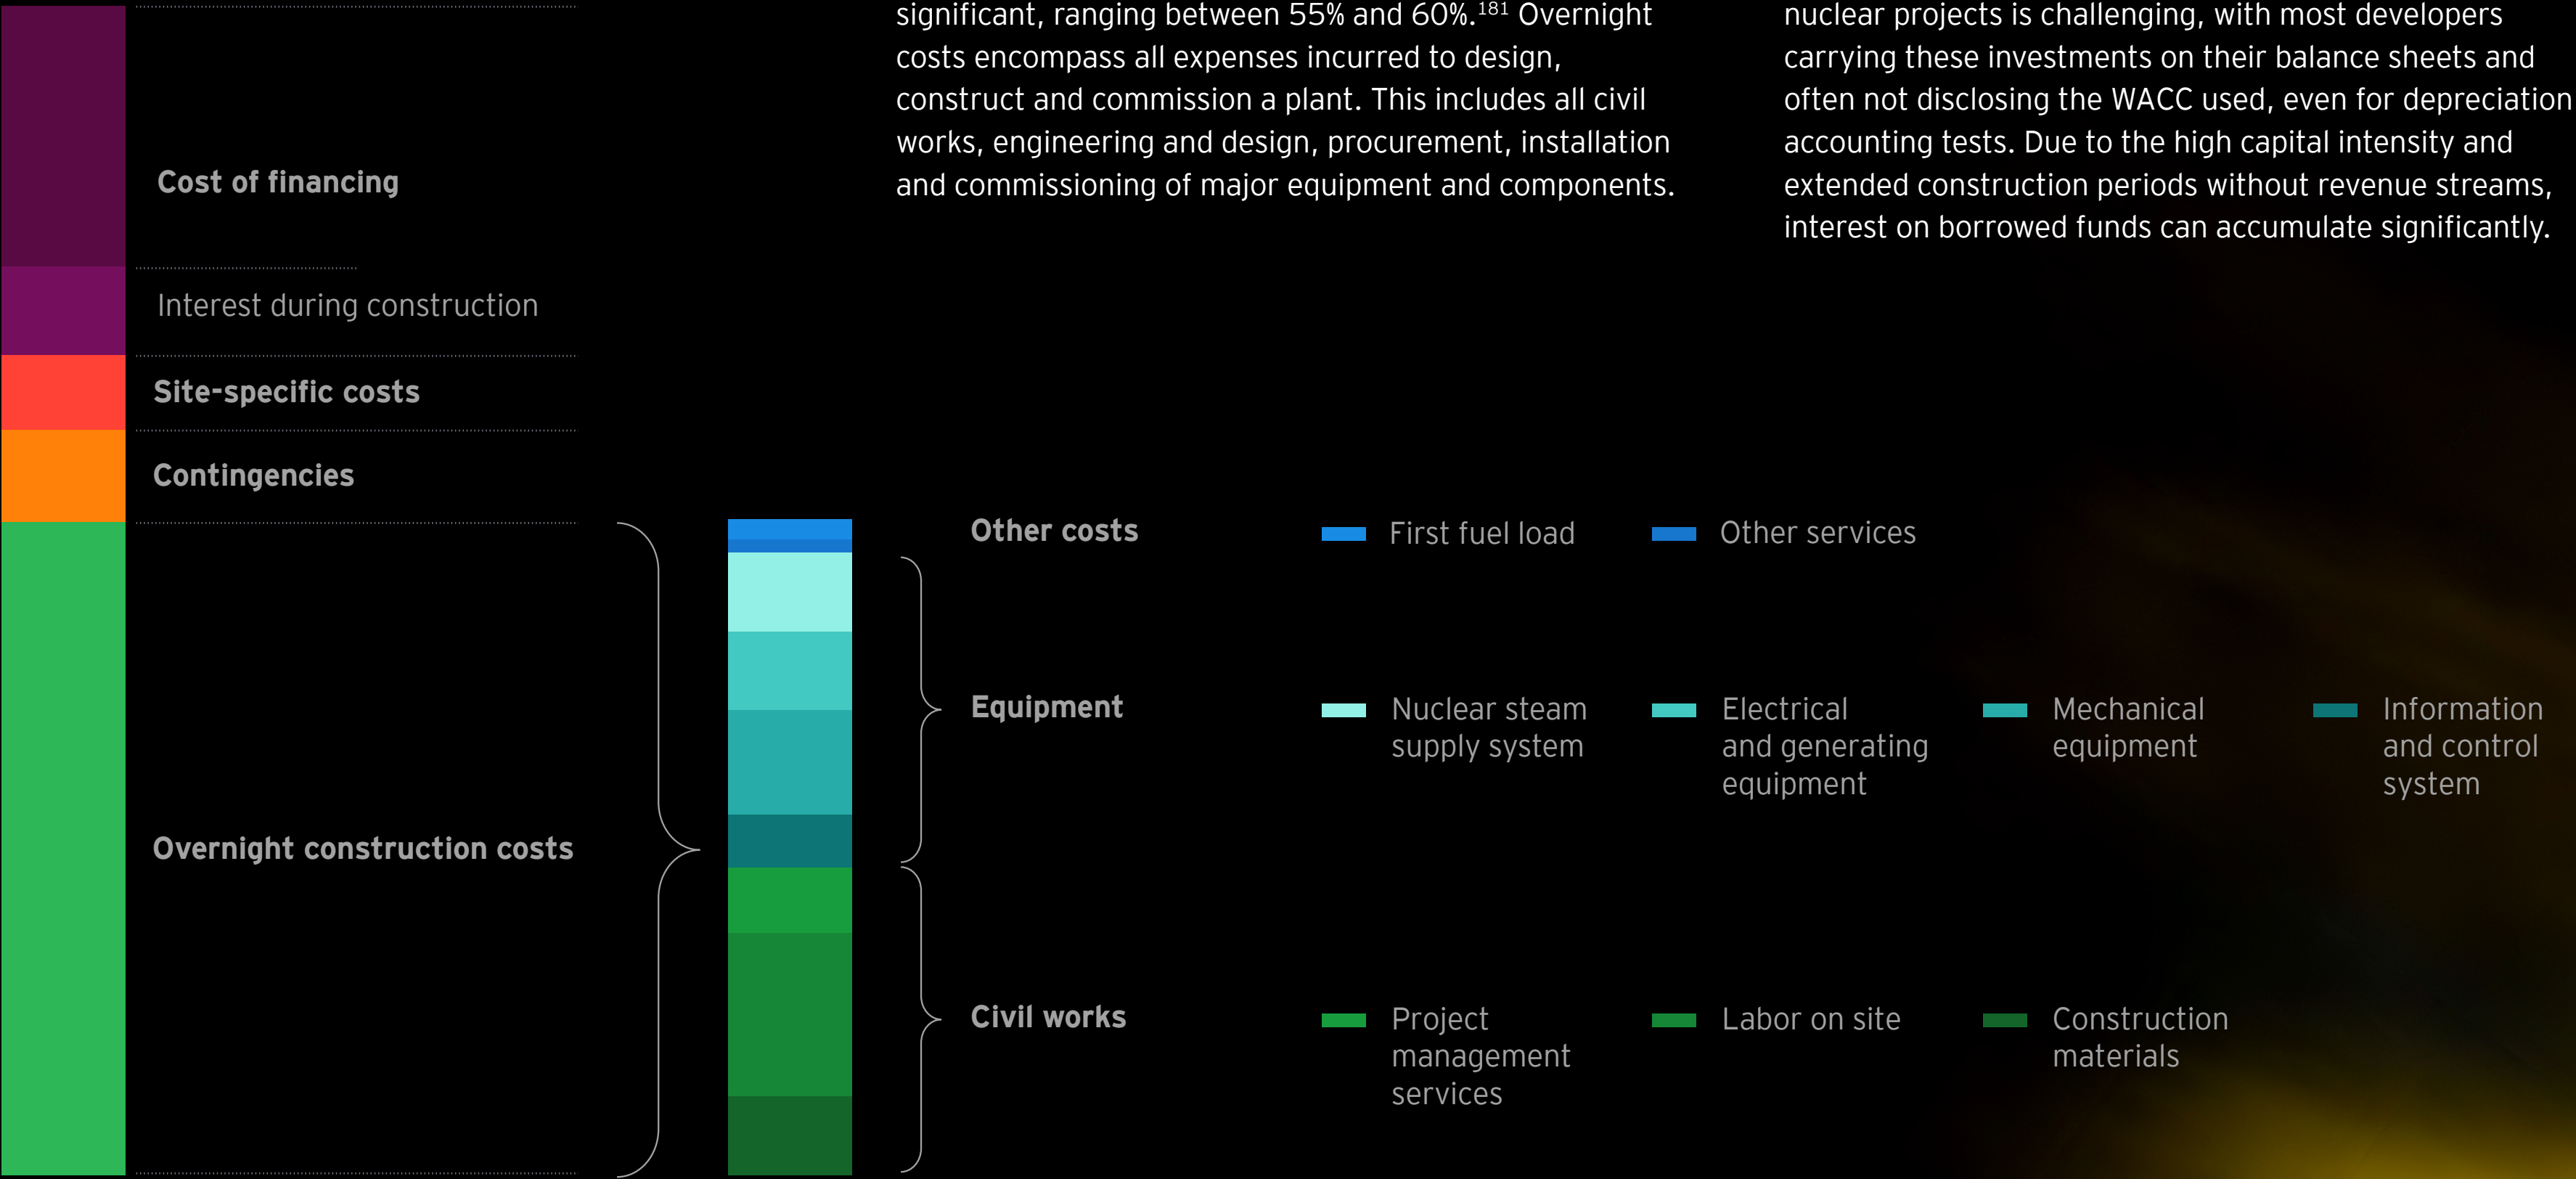 significant, ranging between 55% and 60%.181 Overnight
costs encompass all expenses incurred to design,
construct and commission a plant. This includes all civil
works, engineering and design, procurement, installation
and commissioning of major equipment and components.
nuclear projects is challenging, with most developers
carrying these investments on their balance sheets and
often not disclosing the WACC used, even for depreciation
accounting tests. Due to the high capital intensity and
extended construction periods without revenue streams,
interest on borrowed funds can accumulate significantly.
Cost of financing
Interest during construction
Site-specific costs
Contingencies
Overnight construction costs
Other costs
First fuel load
Other services
Equipment
Nuclear steam
supply system
Electrical
and generating
equipment
Mechanical
equipment
Information
and control
system
Civil works
Project
management
services
Labor on site
Construction
materials